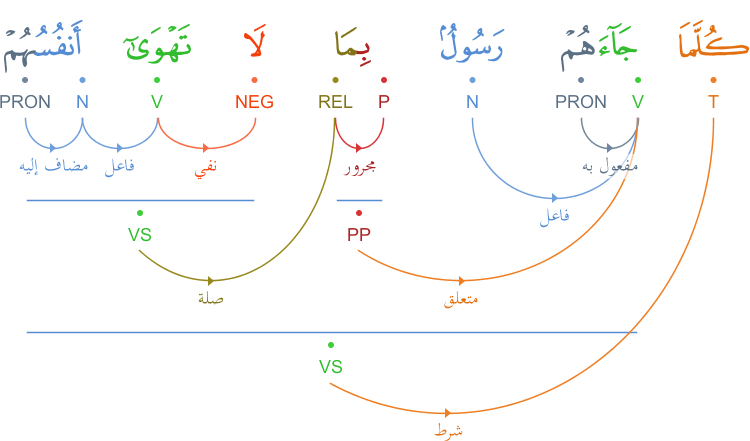 كُلَّمَا جَآءَهُمْ رَسُولٌۢ بِمَا لَا تَهْوَىٰٓ أَنفُسُهُمْ
PRON N V NEG REL P N PRON V T
مضاف إليه فاعل نفي مجرور مفعول به
فاعل
VS PP
صلة متعلق
VS
شرط